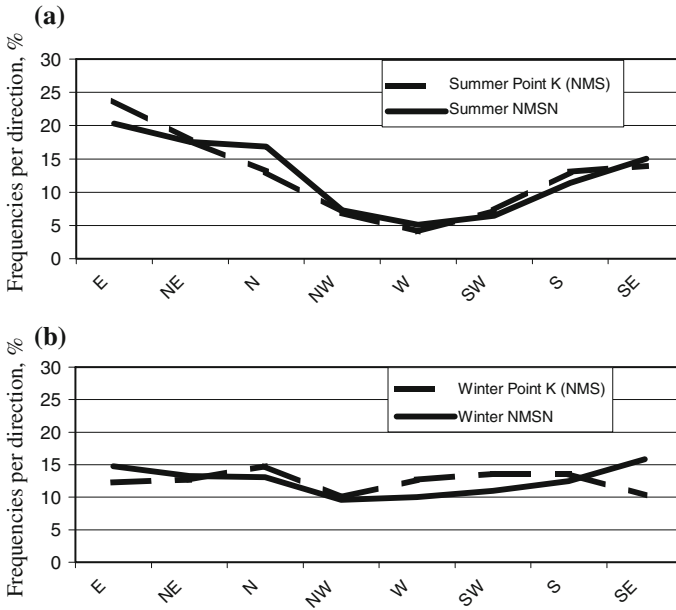 (a)
Frequencies per direction, %
30
25
20
15
10
5
0
Summer Point K (NMS)
Summer NMSN
E
NE
N
NW
W
SW
S
SE
(b)
Frequencies per direction, %
30
25
20
15
10
5
0
Winter Point K (NMS)
Winter NMSN
E
NE
N
NW
W
SW
S
SE